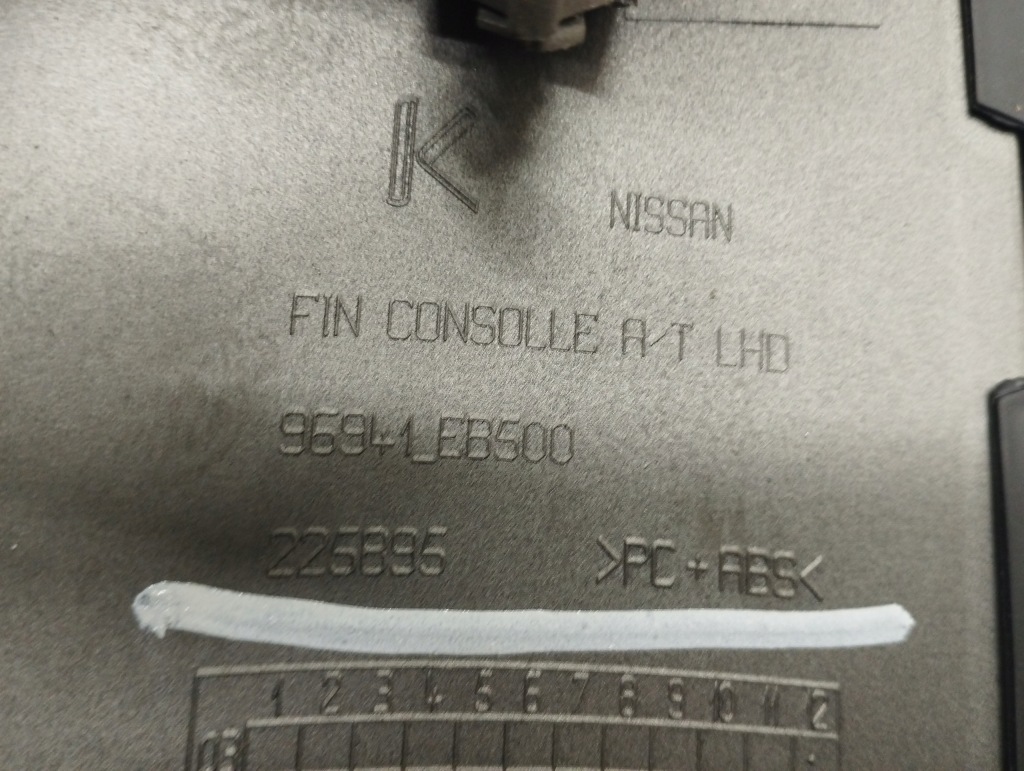 K
NISSAN
FIN CONSOLLE A/T LHD
96941_EB500
225895 >PC+ABS<
1 2 3 4 5 6 7 8 9 10 11 12